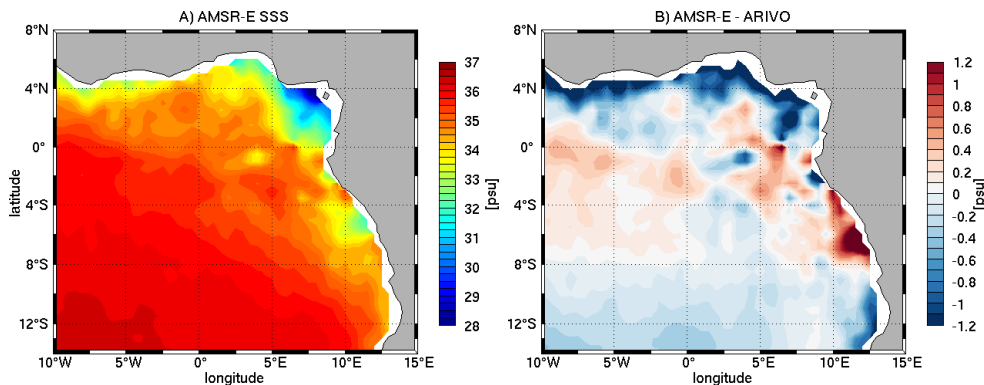 A) AMSR-E SSS
8°N
4°N
0°
4°S
8°S
12°S
latitude
10°W 5°W 0° 5°E 10°E 15°E
longitude
37
36
35
34
33
32
31
30
29
28
[psu]
B) AMSR-E - ARIVO
8°N
4°N
0°
4°S
8°S
12°S
10°W 5°W 0° 5°E 10°E 15°E
longitude
1.2
1
0.8
0.6
0.4
0.2
0
-0.2
-0.4
-0.6
-0.8
-1
-1.2
[psu]